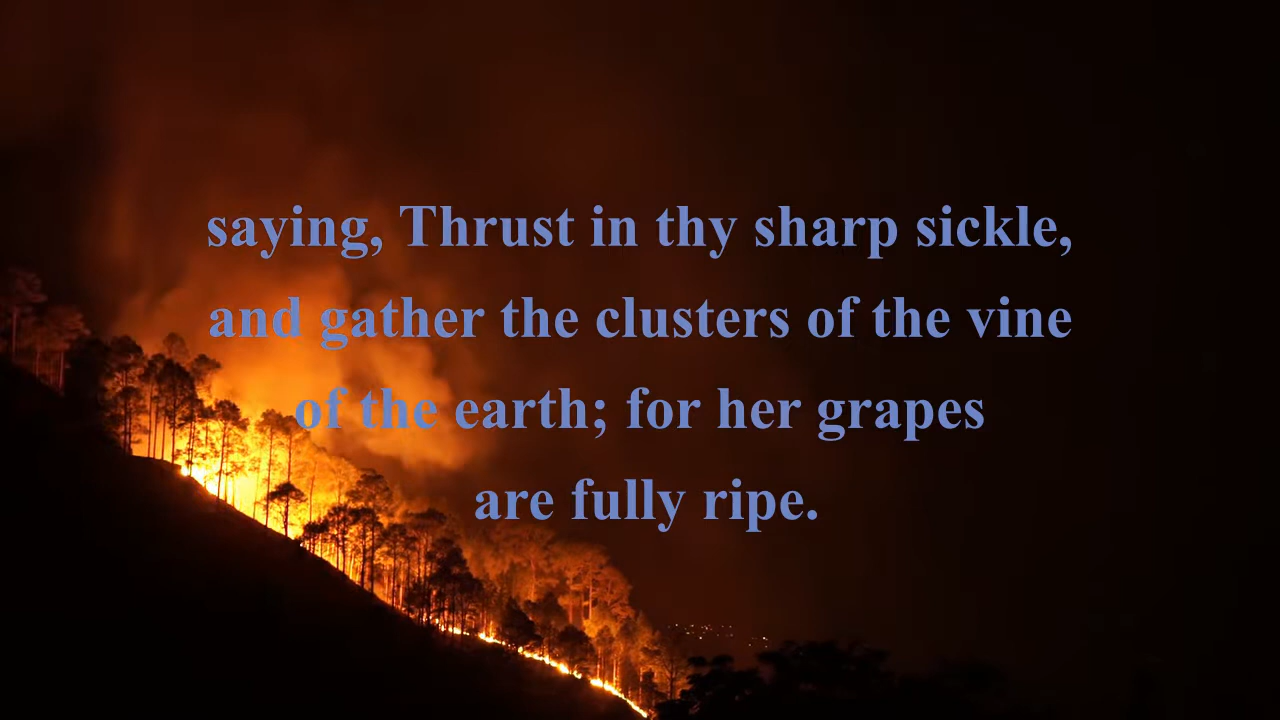 saying, Thrust in thy sharp sickle,
and gather the clusters of the vine
of the earth; for her grapes
are fully ripe.